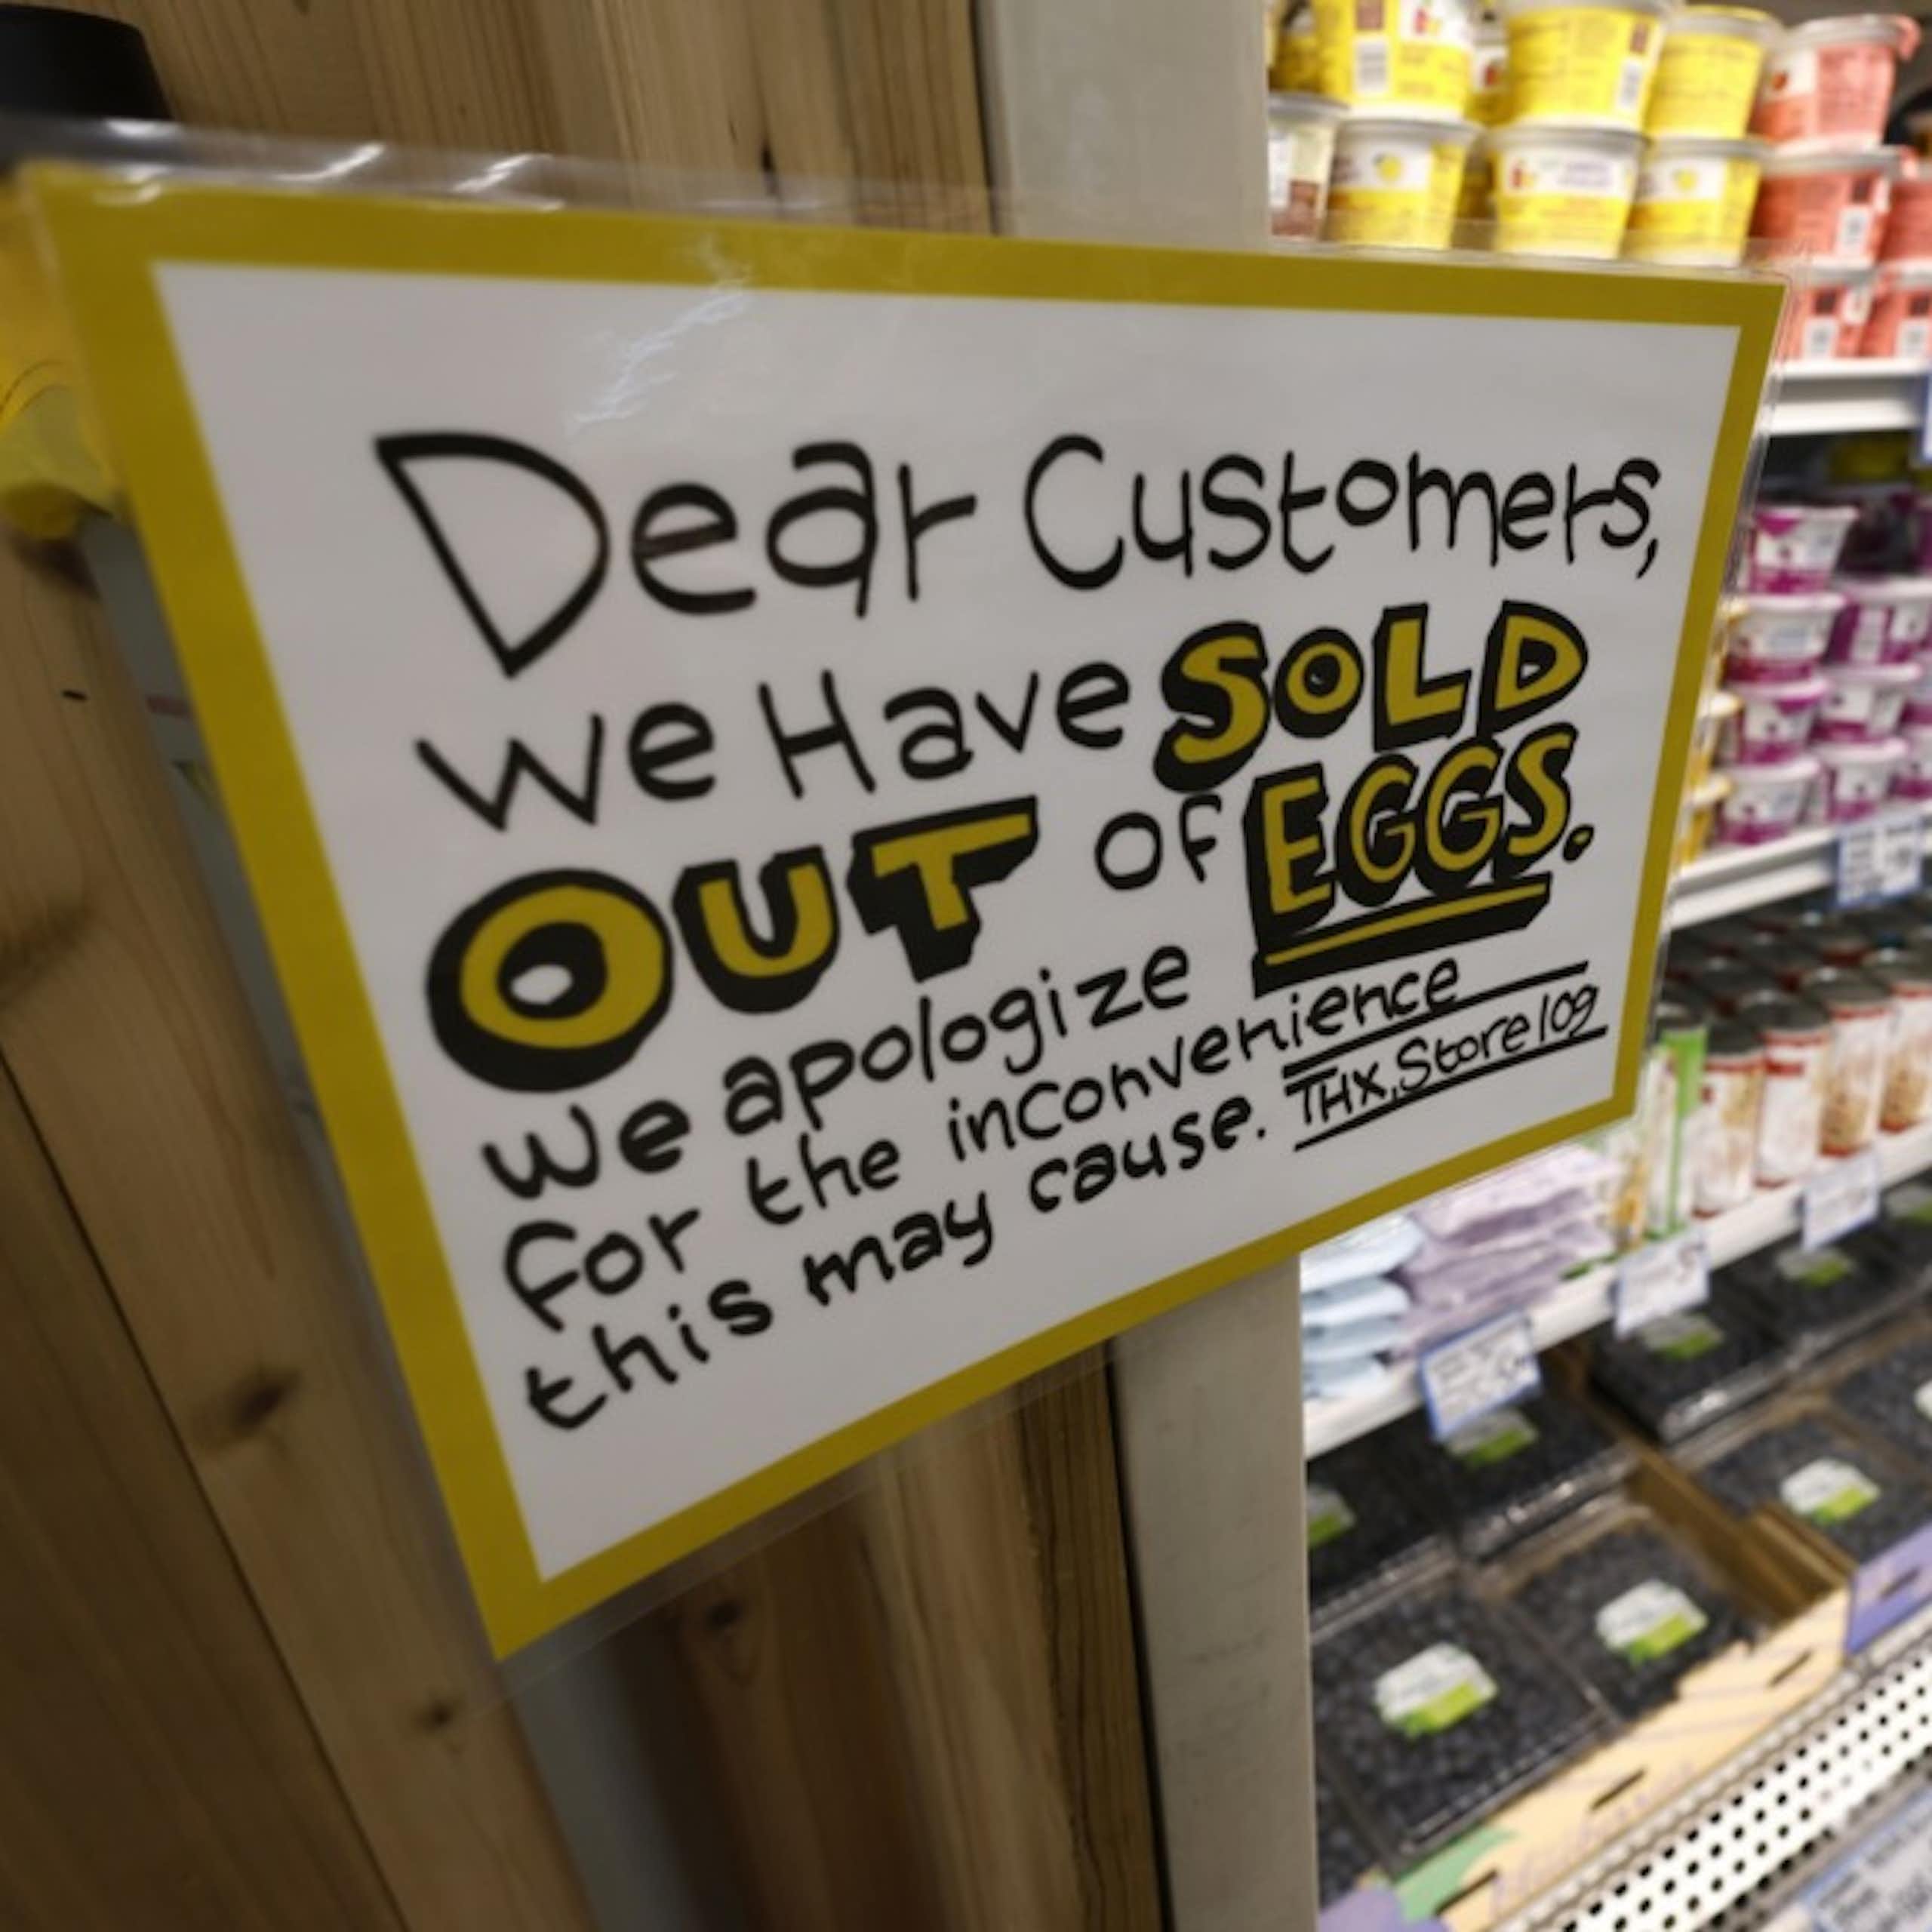 Dear Customers,
We Have SOLD
OUT of EGGS.
We apologize
for the inconvenience
this may cause. THX, Store 109